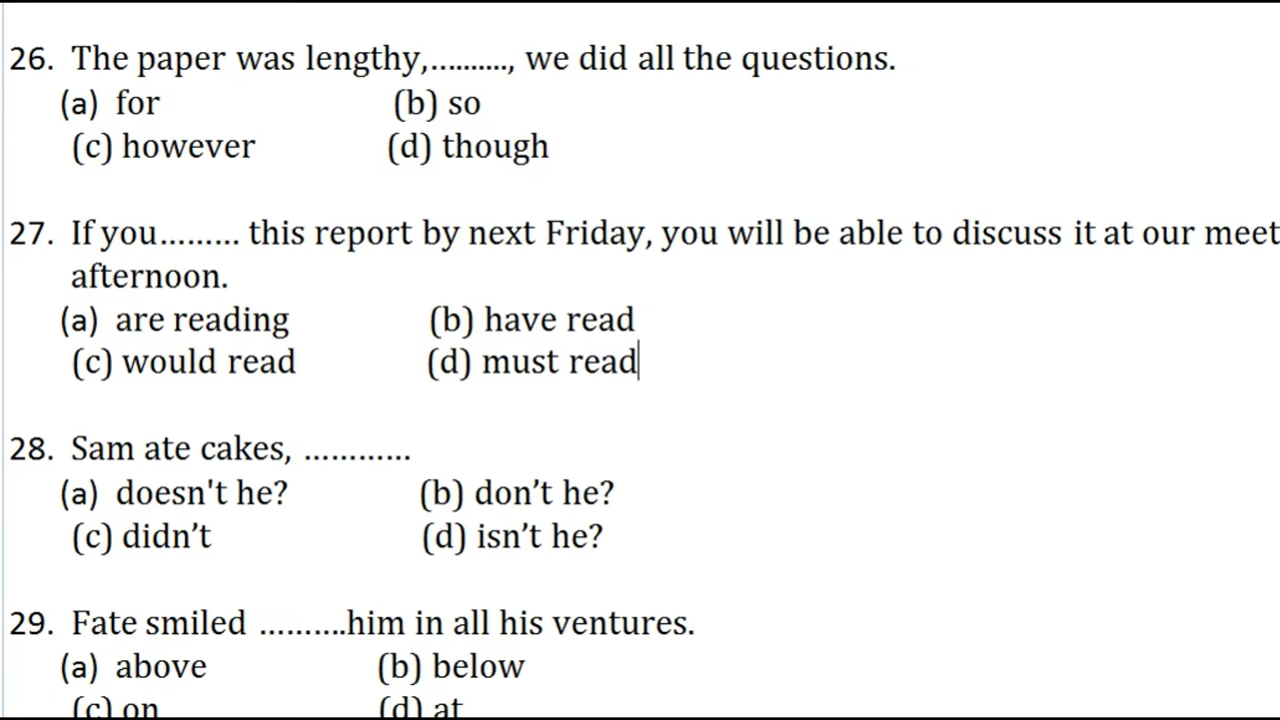 26. The paper was lengthy,.........., we did all the questions.
(a) for (b) so
(c) however (d) though
27. If you......... this report by next Friday, you will be able to discuss it at our meet
afternoon.
(a) are reading (b) have read
(c) would read (d) must read
28. Sam ate cakes, ............
(a) doesn't he? (b) don’t he?
(c) didn’t (d) isn’t he?
29. Fate smiled ..........him in all his ventures.
(a) above (b) below
(c) on (d) at